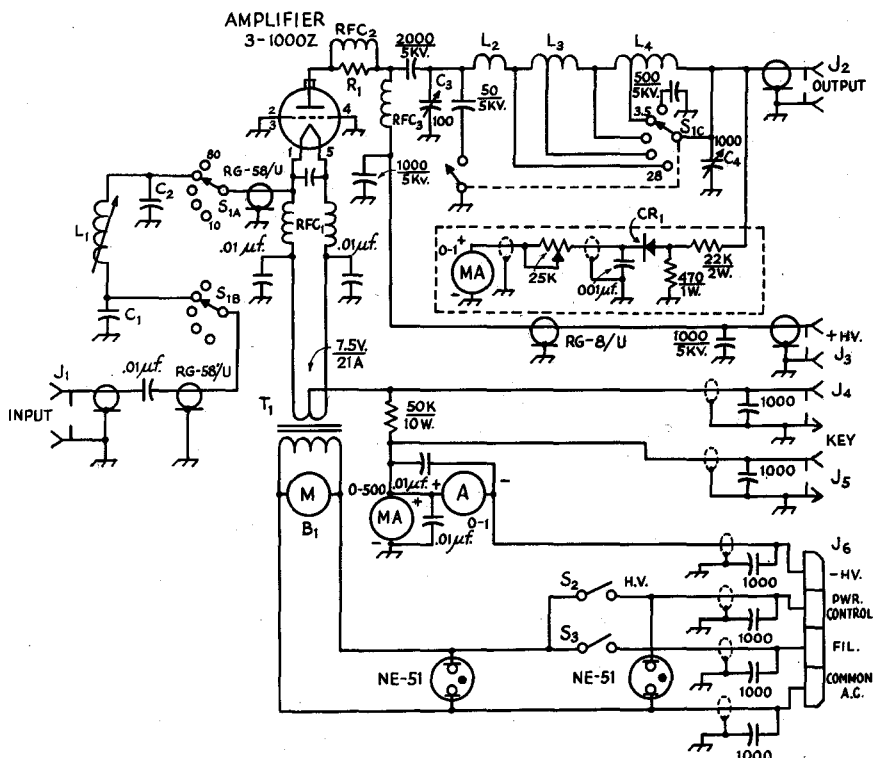 AMPLIFIER
3-1000Z
RFC2
R1
2000
5KV.
L2
L3
L4
J2
OUTPUT
C3
100
50
5KV.
500
5KV.
3.5
S1C
28
1000
C4
2
3
4
1
5
RFC3
1000
5KV.
80
RG-58/U
C2
S1A
10
L1
RFC1
.01µf.
.01µf.
CR1
0-1
+
MA
-
25K
.001µf.
470
1W.
22K
2W.
S1B
C1
RG-8/U
1000
5KV.
+HV.
J3
7.5V.
21A
J1
.01µf.
RG-58/U
INPUT
T1
50K
10W.
1000
J4
KEY
1000
J5
M
B1
0-500
.01µf.
+
A
-
0-1
MA
+
-
.01µf.
J6
-HV.
1000
S2
H.V.
PWR.
CONTROL
1000
S3
FIL.
1000
NE-51
NE-51
COMMON
A.C.
1000